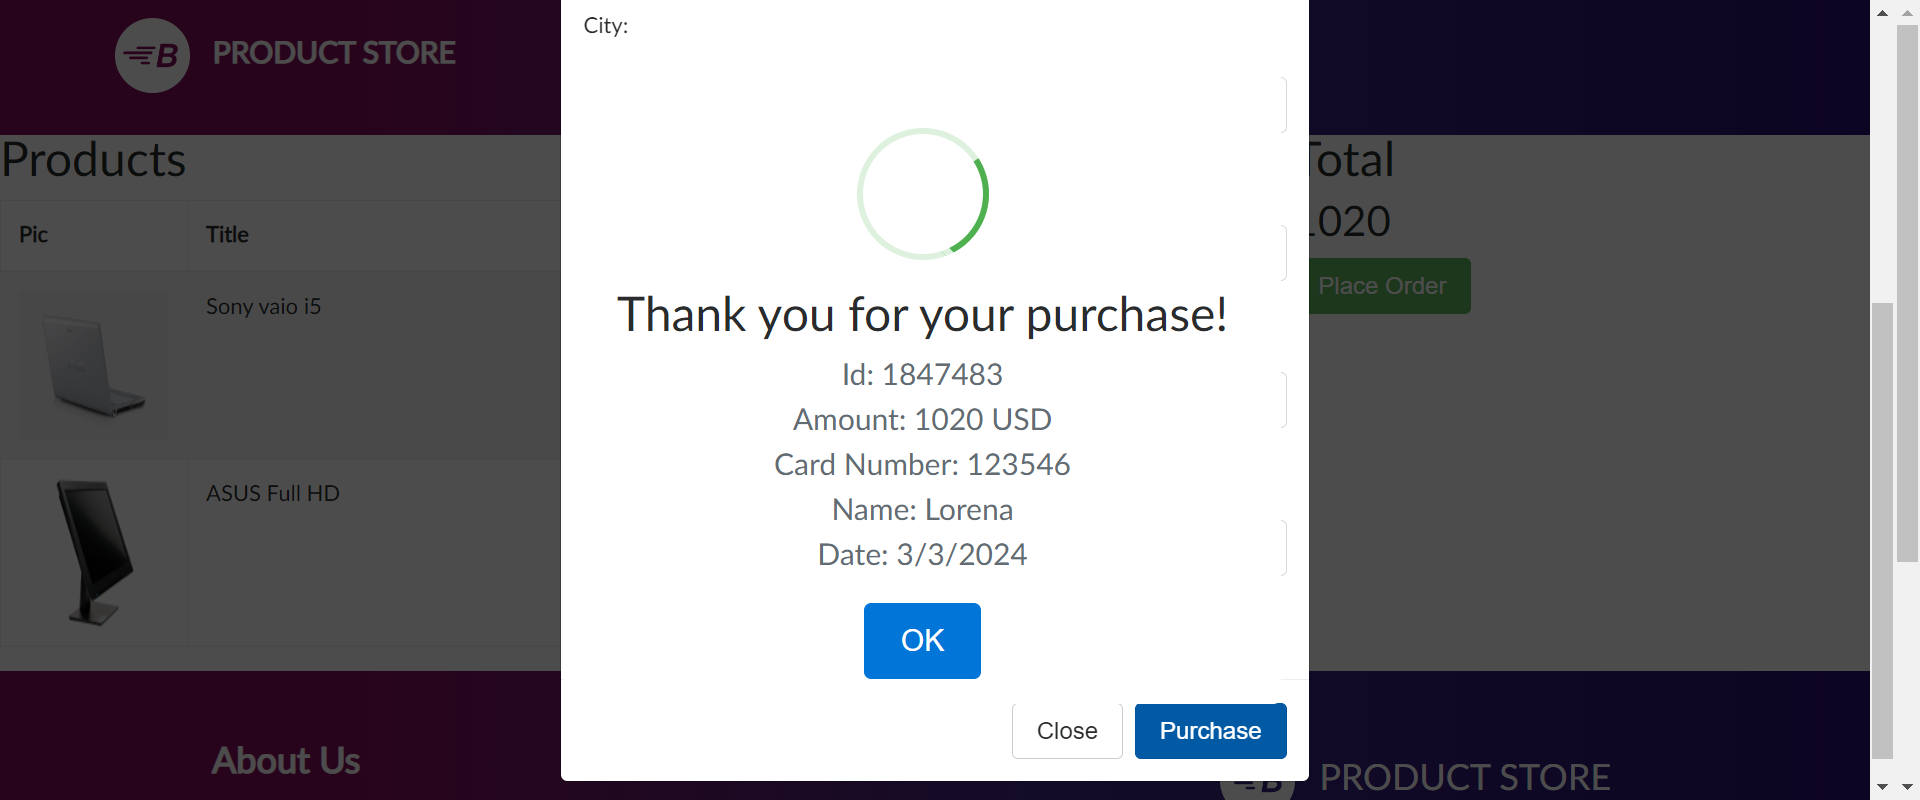 City:
B PRODUCT STORE
Products
Total
Pic
Title
1020
Place Order
Sony vaio i5
ASUS Full HD
Thank you for your purchase!
Id: 1847483
Amount: 1020 USD
Card Number: 123546
Name: Lorena
Date: 3/3/2024
OK
Close
Purchase
About Us
B PRODUCT STORE